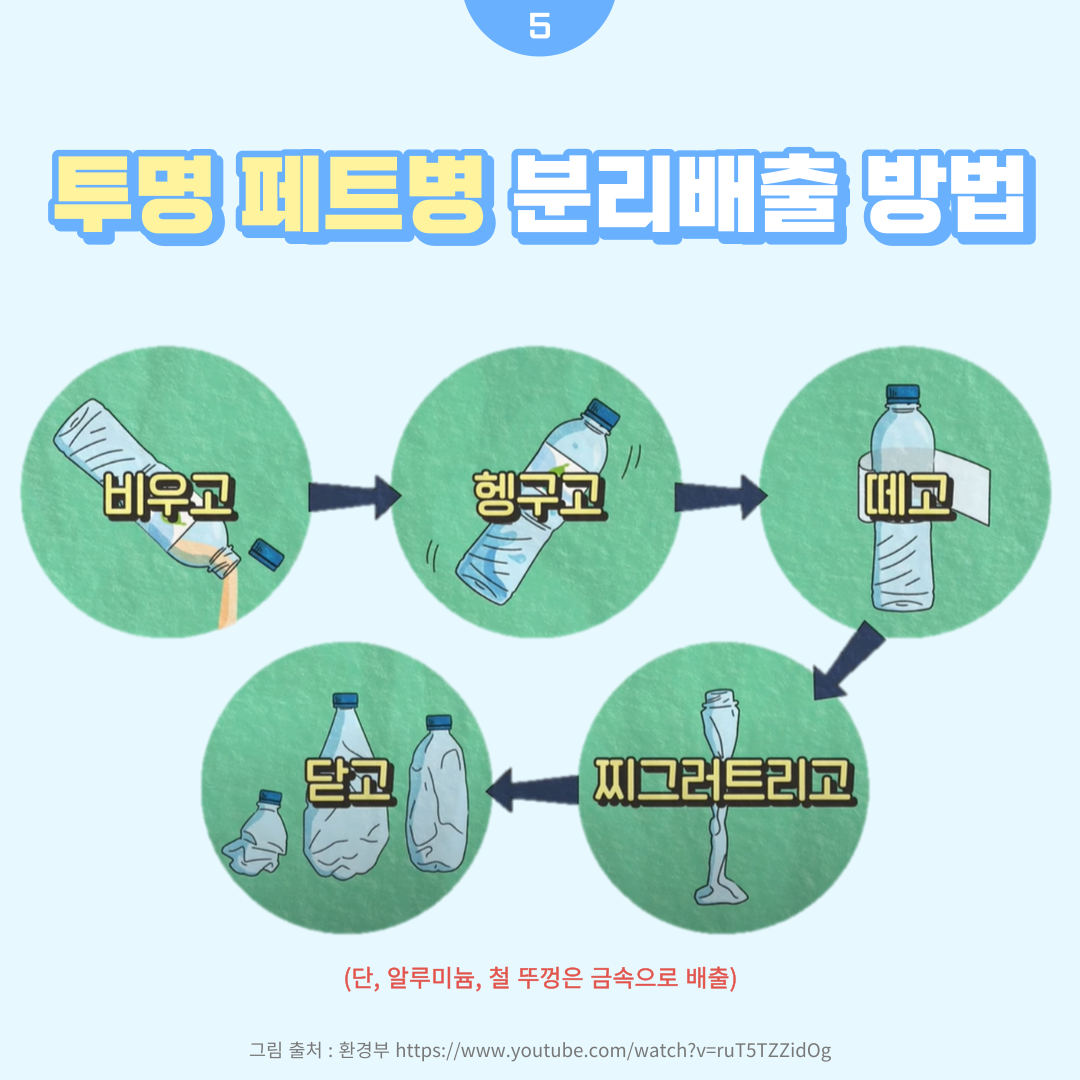 5
투명 페트병 분리배출 방법
비우고
헹구고
떼고
찌그러트리고
닫고
(단, 알루미늄, 철 뚜껑은 금속으로 배출)
그림 출처 : 환경부 https://www.youtube.com/watch?v=ruT5TZZidOg